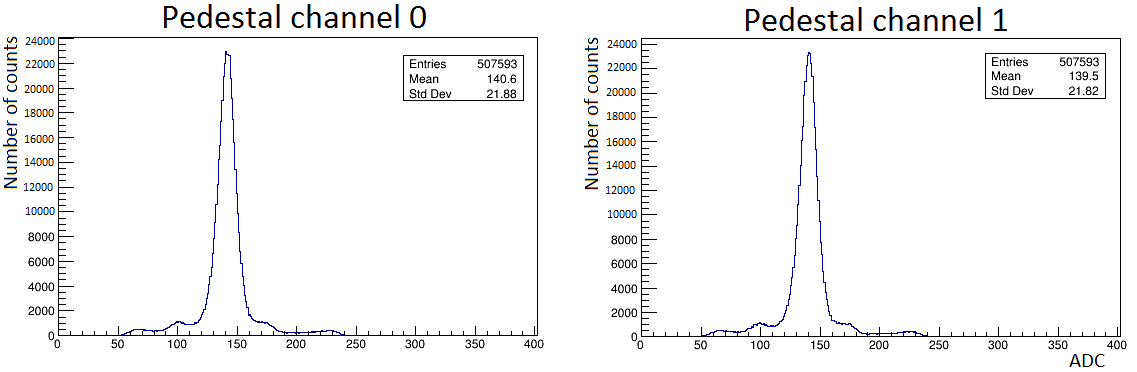 Pedestal channel 0
Number of counts
24000
22000
20000
18000
16000
14000
12000
10000
8000
6000
4000
2000
0
0 50 100 150 200 250 300 350 400
Entries 507593
Mean 140.6
Std Dev 21.88
Pedestal channel 1
Number of counts
24000
22000
20000
18000
16000
14000
12000
10000
8000
6000
4000
2000
0
0 50 100 150 200 250 300 350 400
ADC
Entries 507593
Mean 139.5
Std Dev 21.82